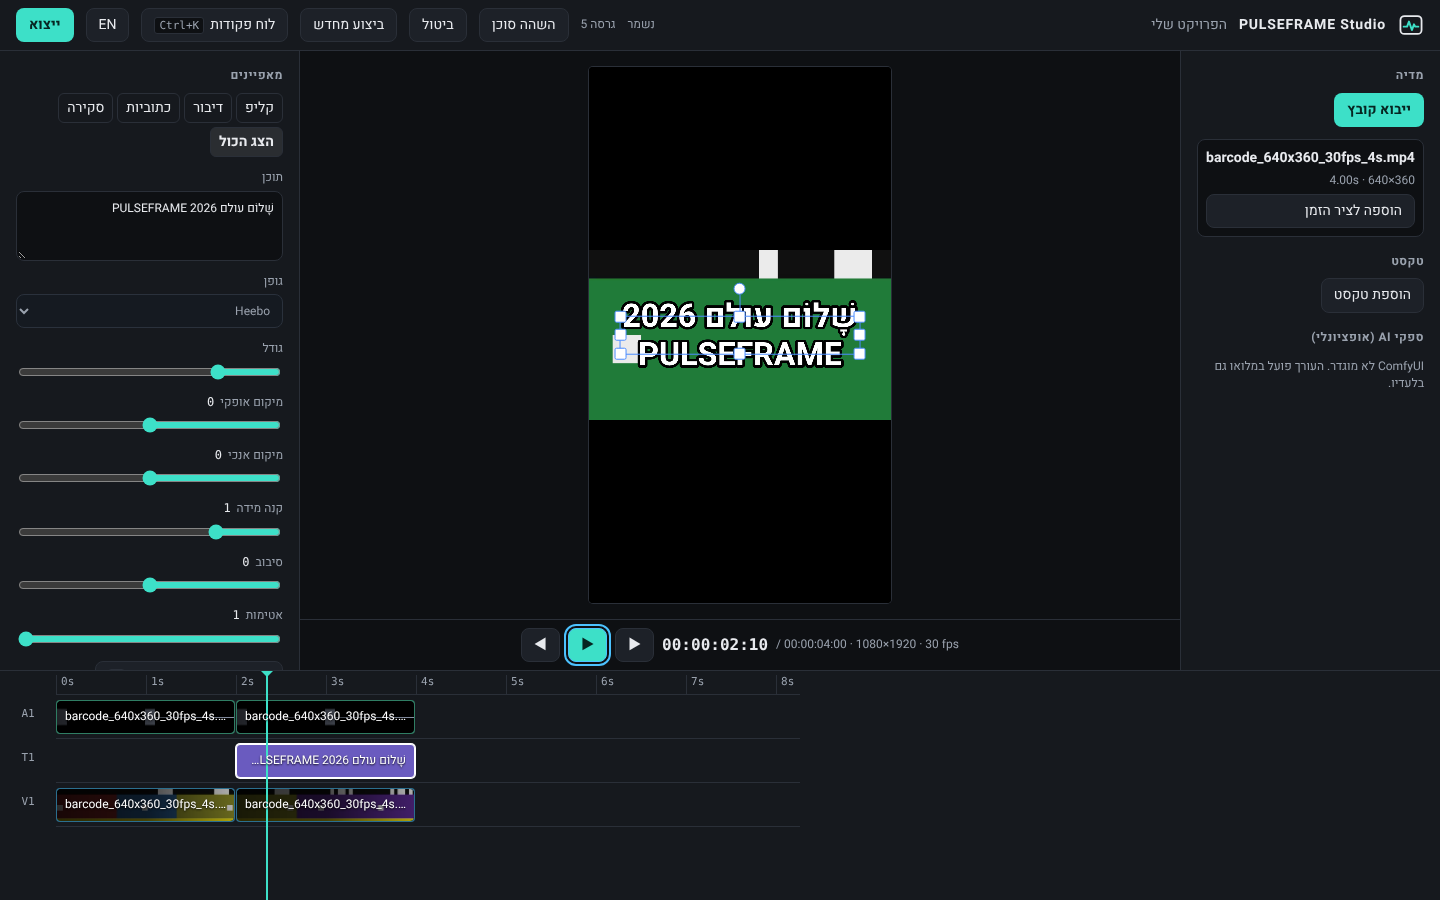 PULSEFRAME Studio
הפרויקט שלי
נשמר
גרסה 5
השהה סוכן
ביטול
ביצוע מחדש
לוח פקודות Ctrl+K
EN
ייצוא
מדיה
ייבוא קובץ
barcode_640x360_30fps_4s.mp4
4.00s · 640×360
הוספה לציר הזמן
טקסט
הוספת טקסט
ספקי AI (אופציונלי)
ComfyUI לא מוגדר. העורך פועל במלואו גם
בלעדיו.
שָׁלוֹם עולם 2026
PULSEFRAME
00:00:02:10 / 00:00:04:00 · 1080×1920 · 30 fps
מאפיינים
קליפ
דיבור
כתוביות
סקירה
הצג הכול
תוכן
שָׁלוֹם עולם 2026 PULSEFRAME
גופן
Heebo
גודל
מיקום אופקי 0
מיקום אנכי 0
קנה מידה 1
סיבוב 0
אטימות 1
0s 1s 2s 3s 4s 5s 6s 7s 8s
A1
barcode_640x360_30fps_4s.… barcode_640x360_30fps_4s.…
T1
שָׁלוֹם עולם 2026 LSEFRAME…
V1
barcode_640x360_30fps_4s.… barcode_640x360_30fps_4s.…